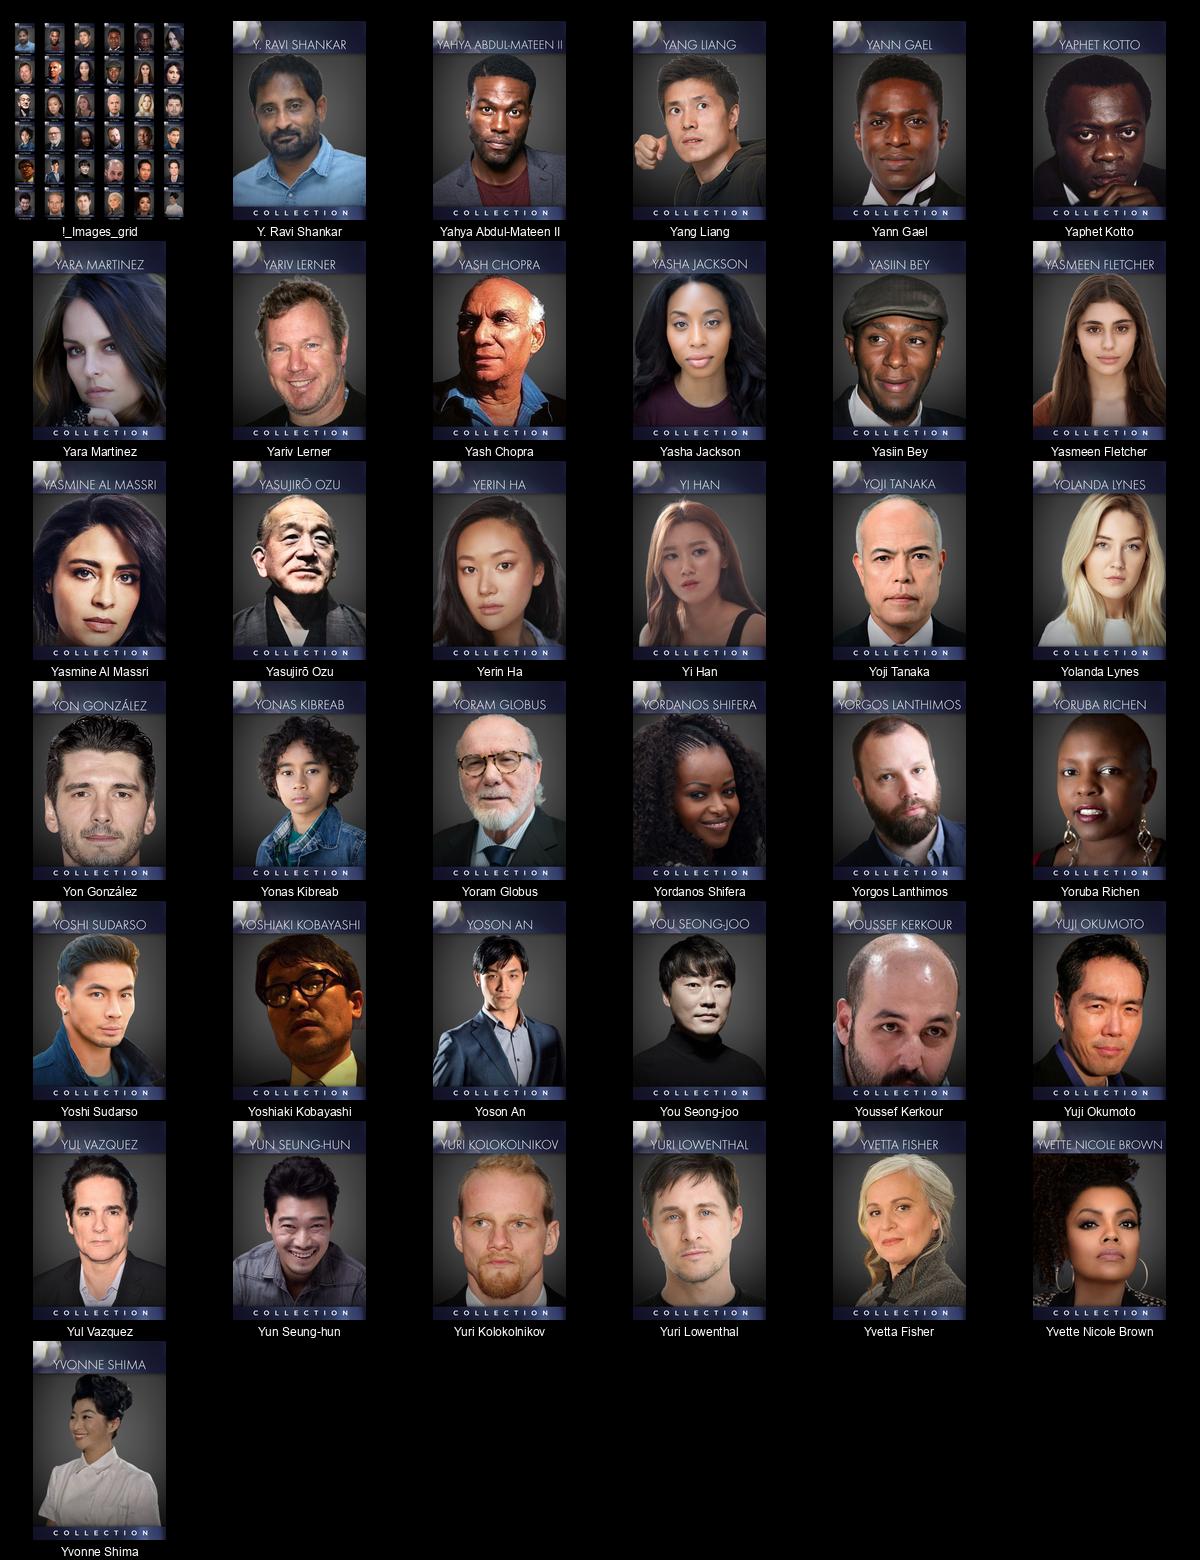 Y. RAVI SHANKAR
YAHYA ABDUL-MATEEN II
YANG LIANG
YANN GAEL
YAPHET KOTTO
COLLECTION
COLLECTION
COLLECTION
COLLECTION
COLLECTION
!_Images_grid
Y. Ravi Shankar
Yahya Abdul-Mateen II
Yang Liang
Yann Gael
Yaphet Kotto
YARA MARTINEZ
YARIV LERNER
YASH CHOPRA
YASHA JACKSON
YASIIN BEY
YASMEEN FLETCHER
COLLECTION
COLLECTION
COLLECTION
COLLECTION
COLLECTION
COLLECTION
Yara Martinez
Yariv Lerner
Yash Chopra
Yasha Jackson
Yasiin Bey
Yasmeen Fletcher
YASMINE AL MASSRI
YASUJIRŌ OZU
YERIN HA
YI HAN
YOJI TANAKA
YOLANDA LYNES
COLLECTION
COLLECTION
COLLECTION
COLLECTION
COLLECTION
COLLECTION
Yasmine Al Massri
Yasujirō Ozu
Yerin Ha
Yi Han
Yoji Tanaka
Yolanda Lynes
YON GONZÁLEZ
YONAS KIBREAB
YORAM GLOBUS
YORDANOS SHIFERA
YORGOS LANTHIMOS
YORUBA RICHEN
COLLECTION
COLLECTION
COLLECTION
COLLECTION
COLLECTION
COLLECTION
Yon González
Yonas Kibreab
Yoram Globus
Yordanos Shifera
Yorgos Lanthimos
Yoruba Richen
YOSHI SUDARSO
YOSHIAKI KOBAYASHI
YOSON AN
YOU SEONG-JOO
YOUSSEF KERKOUR
YUJI OKUMOTO
COLLECTION
COLLECTION
COLLECTION
COLLECTION
COLLECTION
COLLECTION
Yoshi Sudarso
Yoshiaki Kobayashi
Yoson An
You Seong-joo
Youssef Kerkour
Yuji Okumoto
YUL VAZQUEZ
YUN SEUNG-HUN
YURI KOLOKOLNIKOV
YURI LOWENTHAL
YVETTA FISHER
YVETTE NICOLE BROWN
COLLECTION
COLLECTION
COLLECTION
COLLECTION
COLLECTION
COLLECTION
Yul Vazquez
Yun Seung-hun
Yuri Kolokolnikov
Yuri Lowenthal
Yvetta Fisher
Yvette Nicole Brown
YVONNE SHIMA
COLLECTION
Yvonne Shima